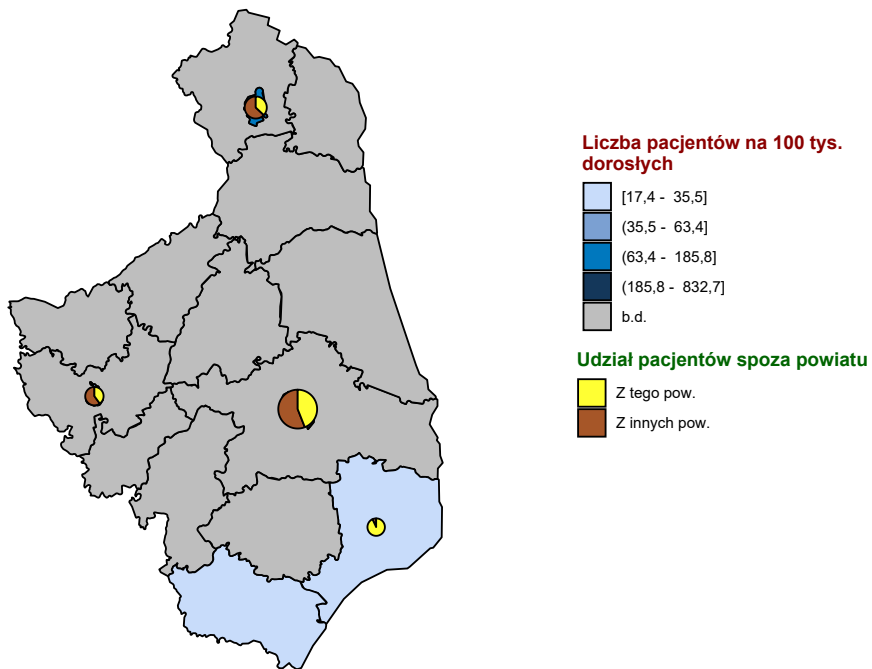 Liczba pacjentów na 100 tys.
dorosłych
[17,4 - 35,5]
(35,5 - 63,4]
(63,4 - 185,8]
(185,8 - 832,7]
b.d.
Udział pacjentów spoza powiatu
Z tego pow.
Z innych pow.